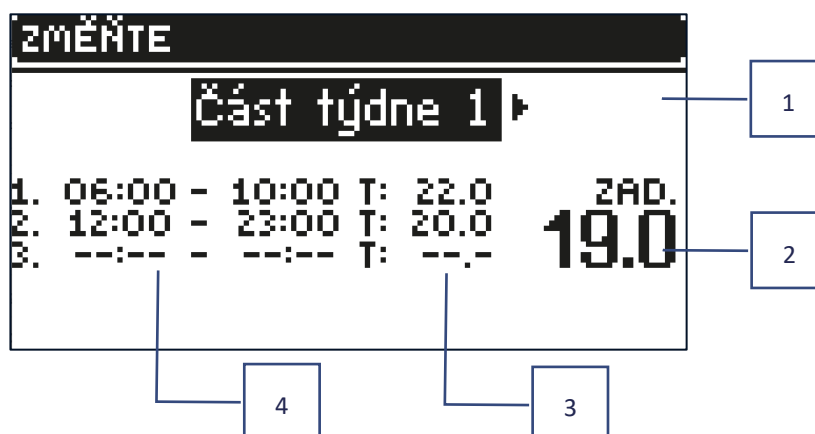 ZMĚŇTE
Část týdne 1
1. 06:00 - 10:00 T: 22.0 ZAD.
2. 12:00 - 23:00 T: 20.0 19.0
3. --:-- - --:-- T: --.-
1
2
3
4